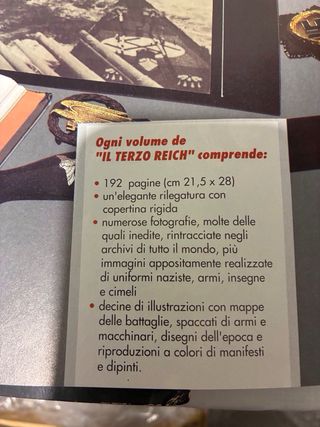 Ogni volume de
"IL TERZO REICH" comprende:
• 192 pagine (cm 21,5 x 28)
• un'elegante rilegatura con
copertina rigida
• numerose fotografie, molte delle
quali inedite, rintracciate negli
archivi di tutto il mondo, più
immagini appositamente realizzate
di uniformi naziste, armi, insegne
e cimeli
• decine di illustrazioni con mappe
delle battaglie, spaccati di armi e
macchinari, disegni dell'epoca e
riproduzioni a colori di manifesti
e dipinti.